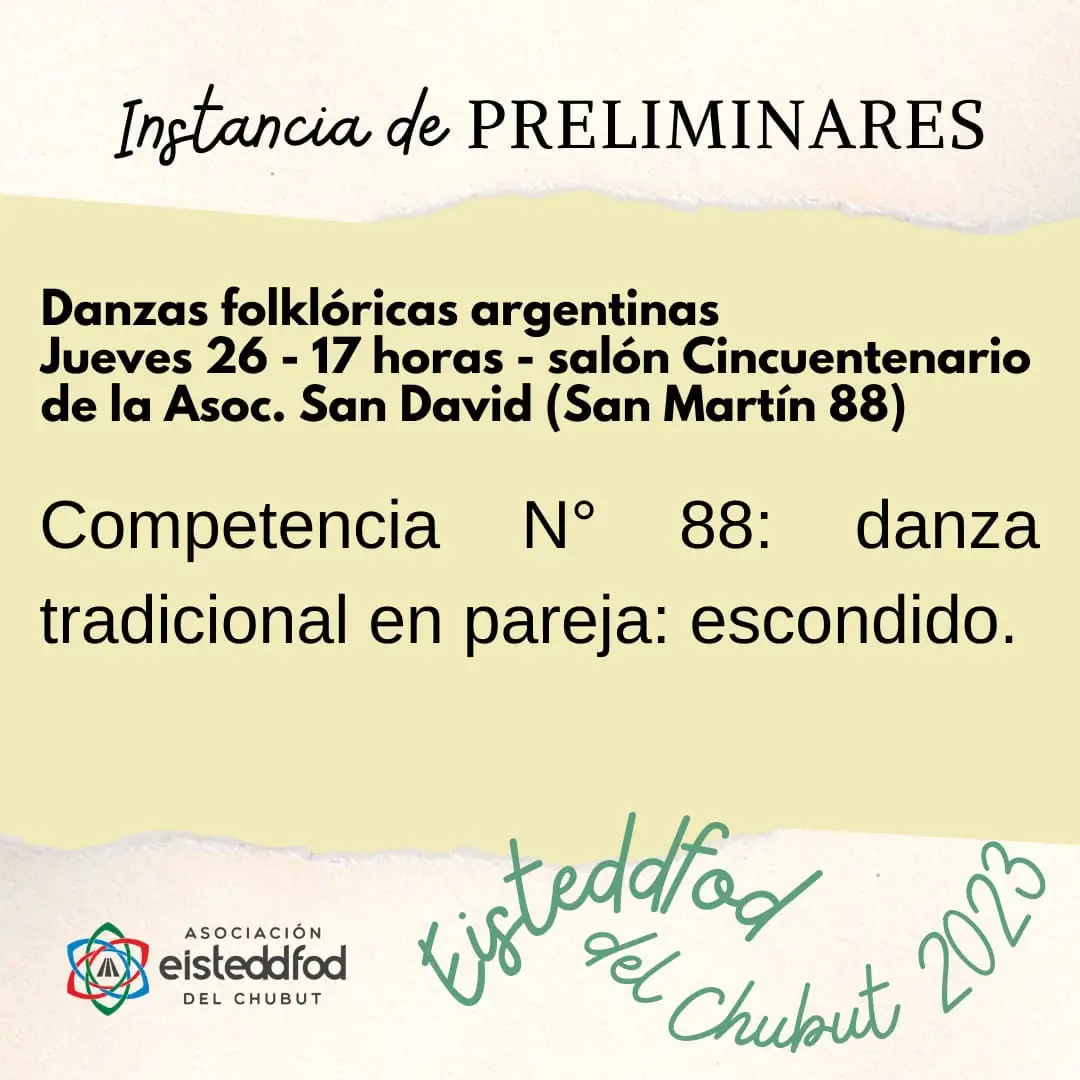 Instancia de PRELIMINARES
Danzas folklóricas argentinas
Jueves 26 - 17 horas - salón Cincuentenario
de la Asoc. San David (San Martín 88)
Competencia N° 88: danza
tradicional en pareja: escondido.
ASOCIACIÓN
eisteddfod
DEL CHUBUT
Eisteddfod
del Chubut 2023